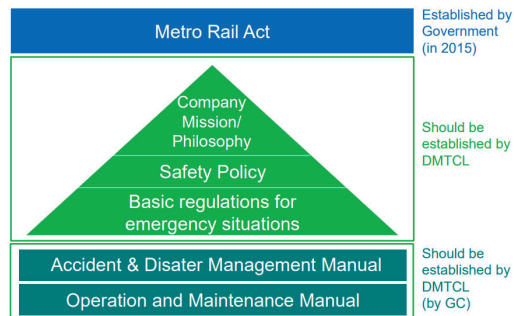 Metro Rail Act
Established by
Government
(in 2015)
Company
Mission/
Philosophy
Safety Policy
Basic regulations for
emergency situations
Should be
established by
DMTCL
Accident & Disater Management Manual
Operation and Maintenance Manual
Should be
established by
DMTCL
(by GC)